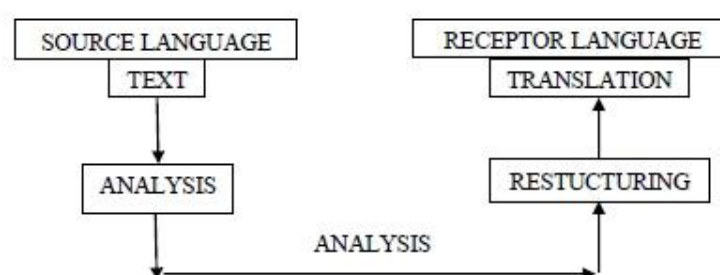 SOURCE LANGUAGE
TEXT
ANALYSIS
ANALYSIS
RECEPTOR LANGUAGE
TRANSLATION
RESTUCTURING